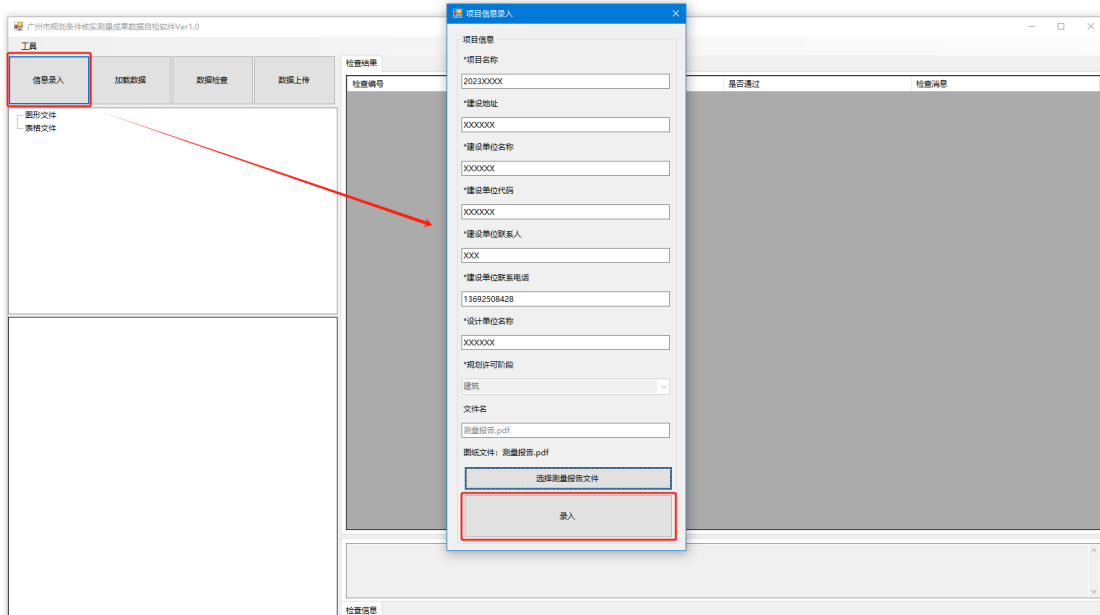 广州市规划条件核实测量成果数据自检软件Ver1.0
工具
信息录入
加载数据
数据检查
数据上传
图形文件
表格文件
检查结果
检查编号
是否通过
检查消息
项目信息录入
项目信息
*项目名称
2023XXXX
*建设地址
XXXXXX
*建设单位名称
XXXXXX
*建设单位代码
XXXXXX
*建设单位联系人
XXX
*建设单位联系电话
13692508428
*设计单位名称
XXXXXX
*规划许可阶段
建筑
文件名
测量报告.pdf
图纸文件：测量报告.pdf
选择测量报告文件
录入
检查信息